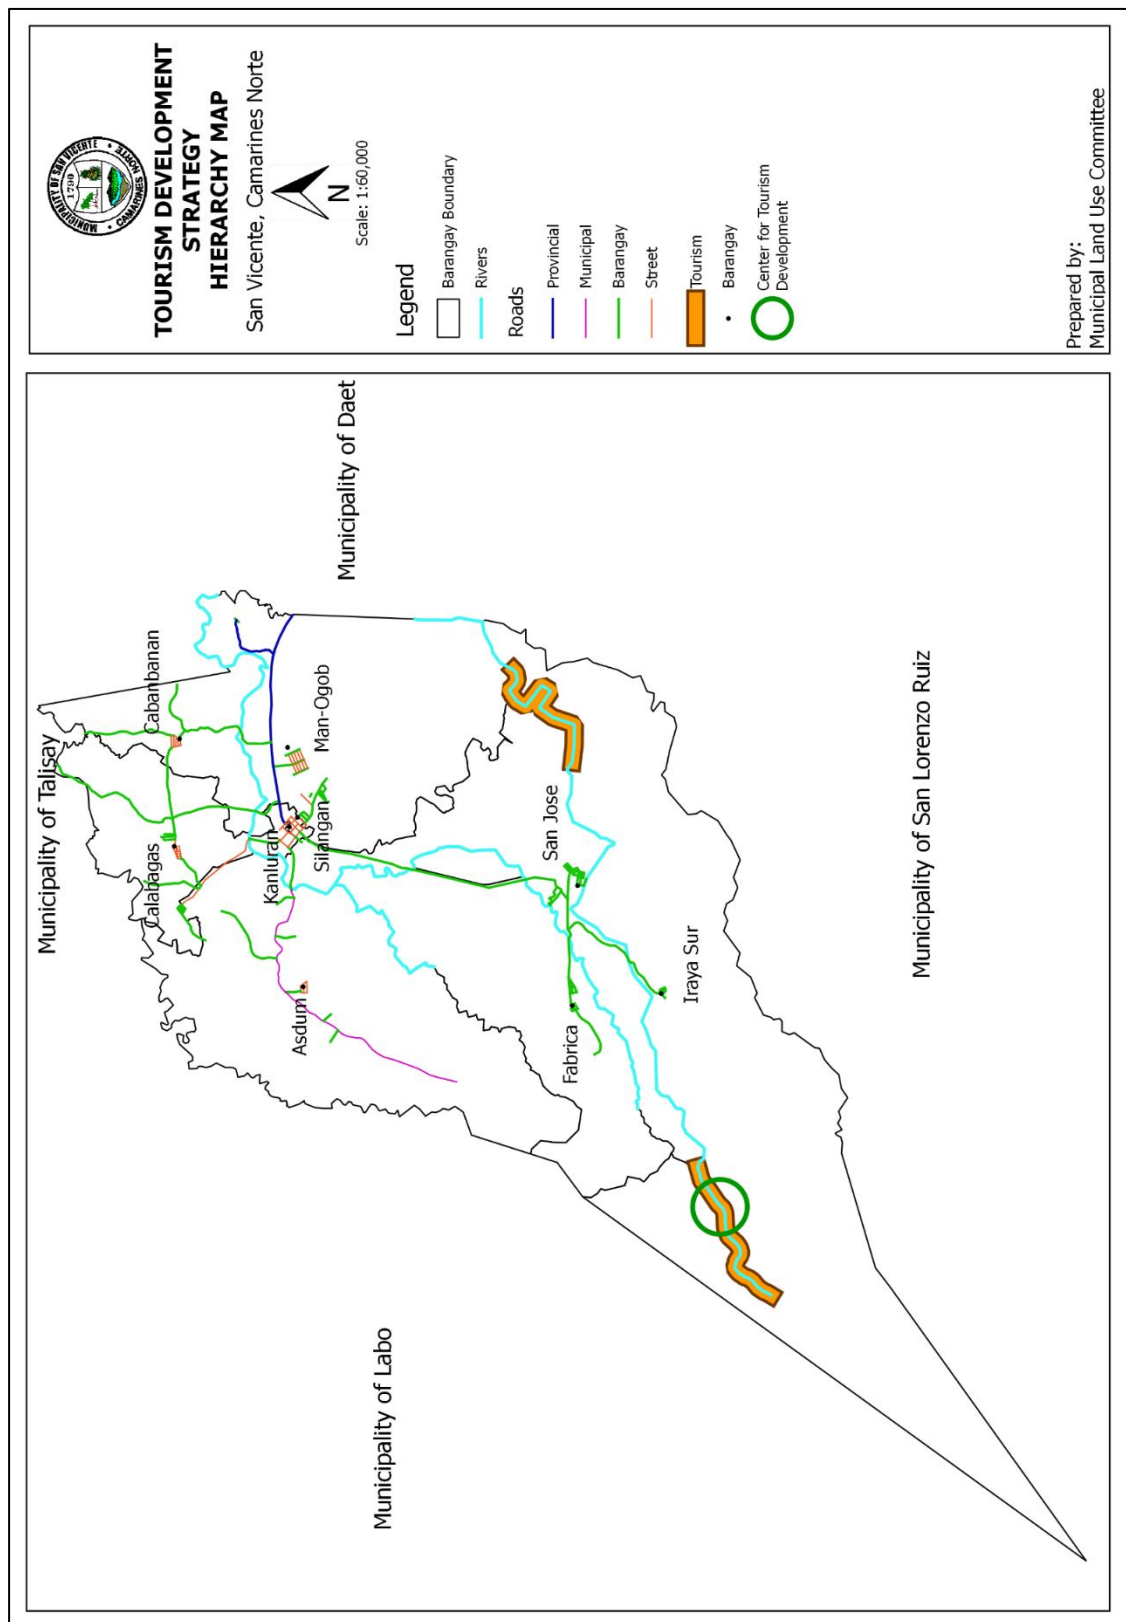 MUNICIPALITY OF SAN VICENTE
1790
CAMARINES NORTE
TOURISM DEVELOPMENT
STRATEGY
HIERARCHY MAP
San Vicente, Camarines Norte
N
Scale: 1:60,000
Legend
Barangay Boundary
Rivers
Roads
Provincial
Municipal
Barangay
Street
Tourism
Barangay
Center for Tourism
Development
Prepared by:
Municipal Land Use Committee
Municipality of Talisay
Municipality of Daet
Cabanbanan
Calabagas
Man-Ogob
Kanluran
Silangan
Asdum
San Jose
Fabrica
Iraya Sur
Municipality of Labo
Municipality of San Lorenzo Ruiz